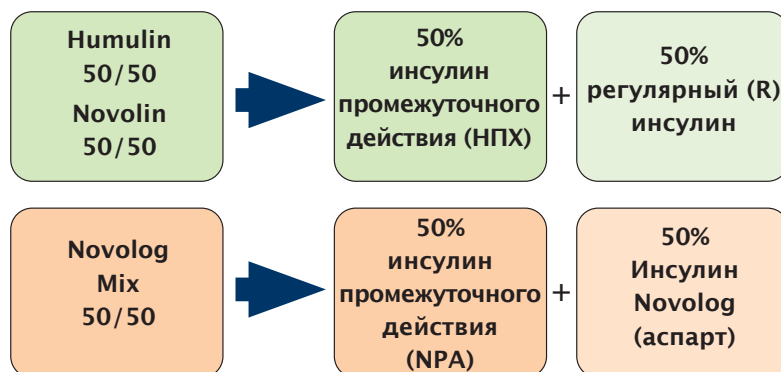 Humulin
50/50
Novolin
50/50
50%
инсулин
промежуточного
действия (НПХ)
+
50%
регулярный (R)
инсулин
Novolog
Mix
50/50
50%
инсулин
промежуточного
действия
(NPA)
+
50%
Инсулин
Novolog
(аспарт)